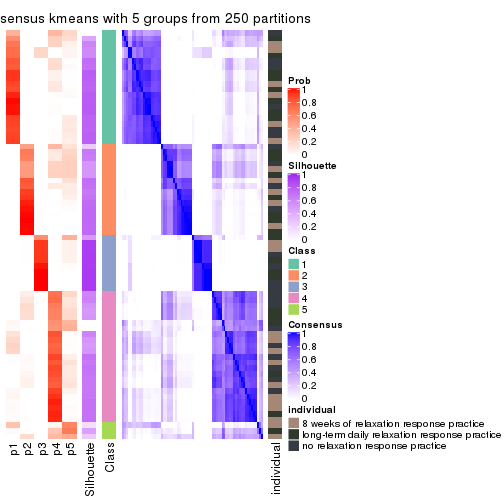 sensus kmeans with 5 groups from 250 partitions
Prob
1
0.8
0.6
0.4
0.2
0
Silhouette
1
0.8
0.6
0.4
0.2
0
Class
1
2
3
4
5
Consensus
1
0.8
0.6
0.4
0.2
0
individual
8 weeks of relaxation response practice
long-term daily relaxation response practice
no relaxation response practice
p1
p2
p3
p4
p5
Silhouette
Class
individual